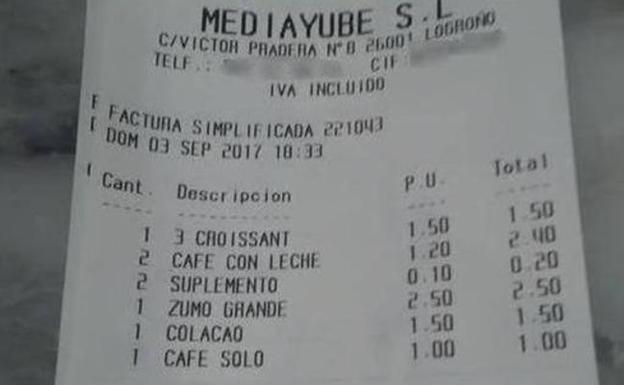 MEDIAYUBE S.L
C/VICTOR PRADERA Nº8 26001 LOGROÑO
TELF.: CIF
IVA INCLUIDO
FACTURA SIMPLIFICADA 221043
DOM 03 SEP 2017 18:33
Cant. Descripcion P.U. Total
1 3 CROISSANT 1.50 1.50
2 CAFE CON LECHE 1.20 2.40
2 SUPLEMENTO 0.10 0.20
1 ZUMO GRANDE 2.50 2.50
1 COLACAO 1.50 1.50
1 CAFE SOLO 1.00 1.00